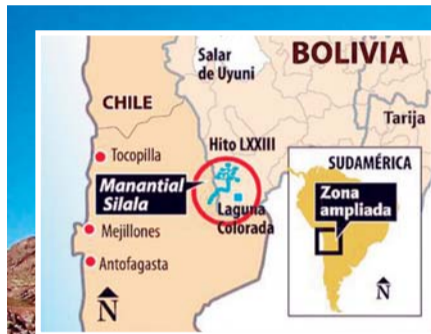 BOLIVIA
Salar
de Uyuni
CHILE
Tarija
Hito LXXIII
Tocopilla
Manantial
Silala
Laguna
Colorada
Mejillones
Antofagasta
N
SUDAMÉRICA
Zona
ampliada
N